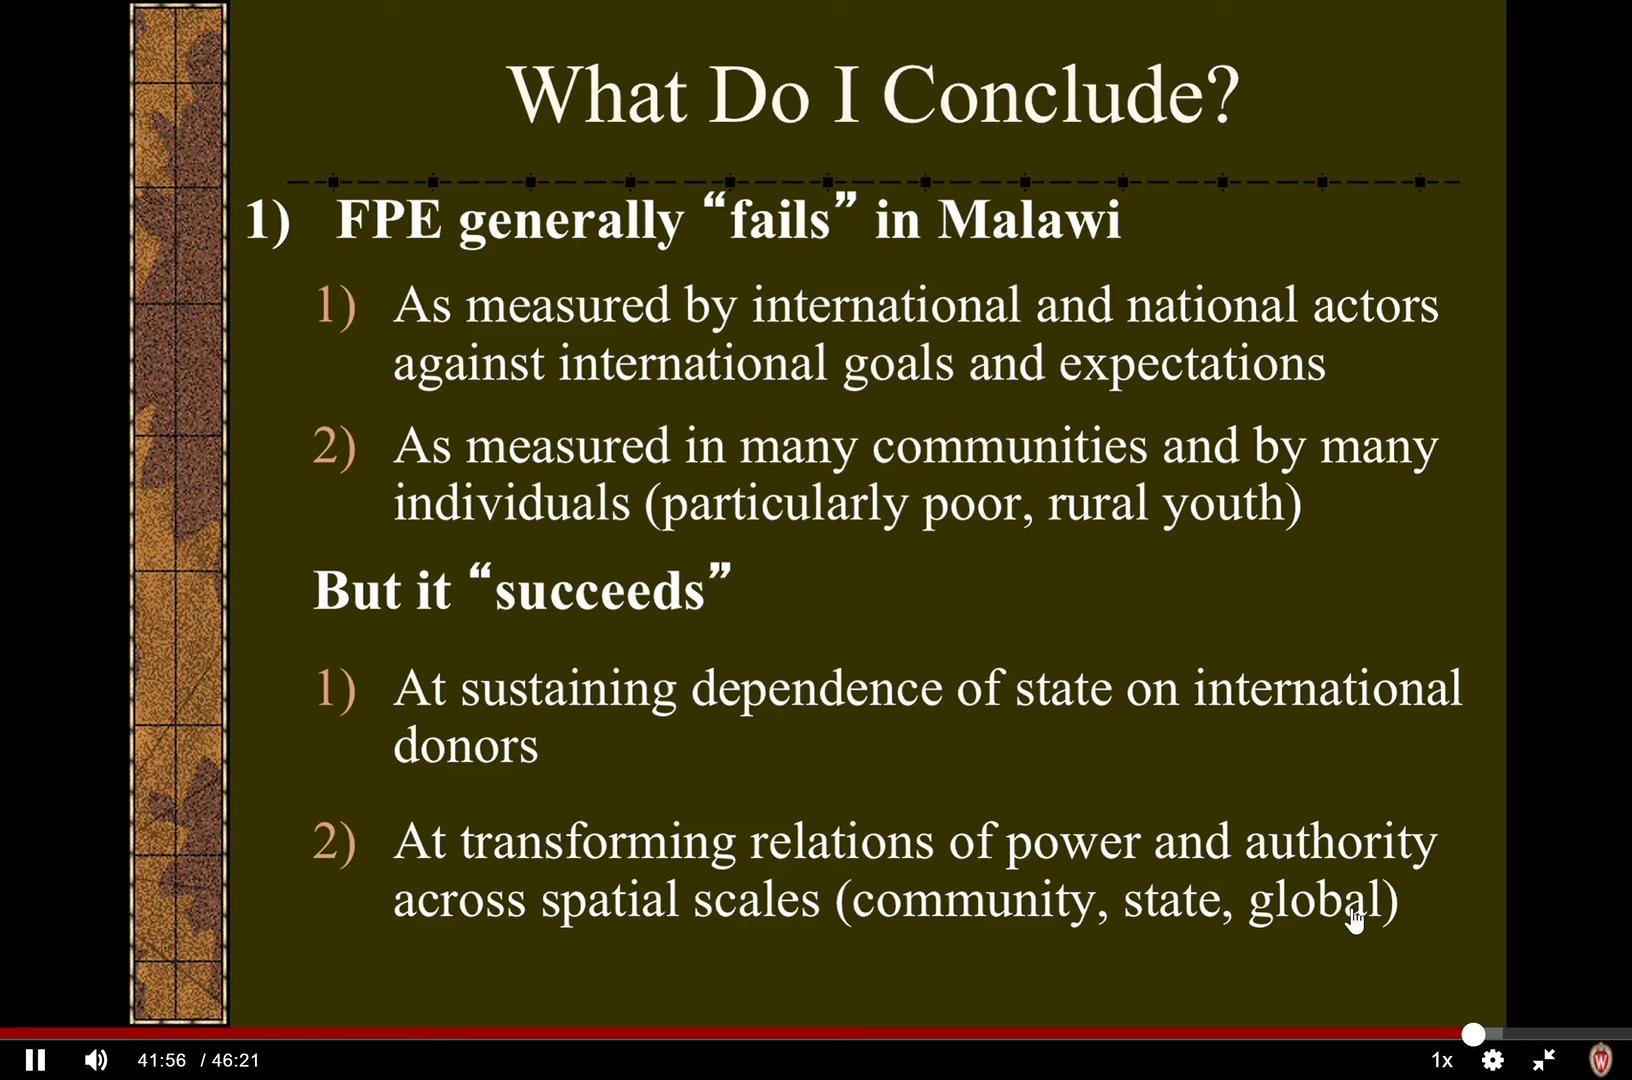 What Do I Conclude?
1) FPE generally “fails” in Malawi
1) As measured by international and national actors
against international goals and expectations
2) As measured in many communities and by many
individuals (particularly poor, rural youth)
But it “succeeds”
1) At sustaining dependence of state on international
donors
2) At transforming relations of power and authority
across spatial scales (community, state, global)
41:56 / 46:21 1x W